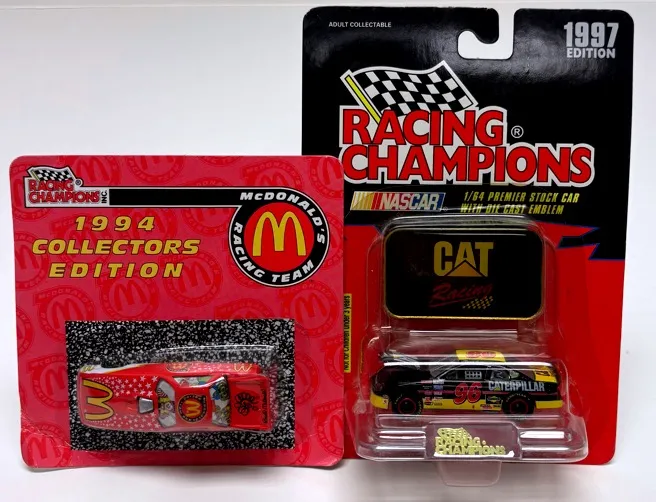 RACING
CHAMPIONS INC.
McDONALD'S
RACING TEAM
1994
COLLECTORS
EDITION
ADULT COLLECTIBLE
1997
EDITION
RACING
CHAMPIONS®
NASCAR
1/64 PREMIER STOCK CAR
WITH DIE CAST EMBLEM
CAT
Racing
96
CATERPILLAR
RACING
CHAMPIONS